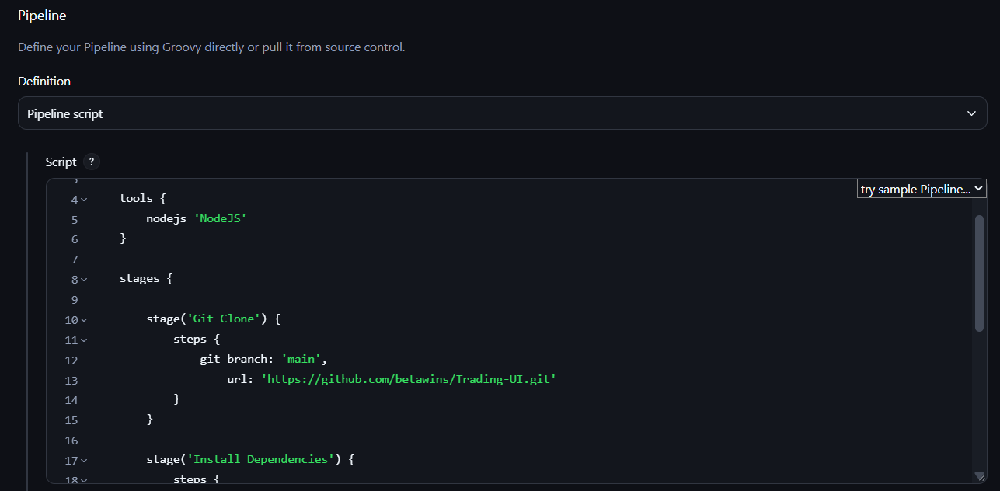 Pipeline
Define your Pipeline using Groovy directly or pull it from source control.
Definition
Pipeline script
Script ?
try sample Pipeline...
3
4 tools {
5 nodejs 'NodeJS'
6 }
7
8 stages {
9
10 stage('Git Clone') {
11 steps {
12 git branch: 'main',
13 url: 'https://github.com/betawins/Trading-UI.git'
14 }
15 }
16
17 stage('Install Dependencies') {
18 steps {